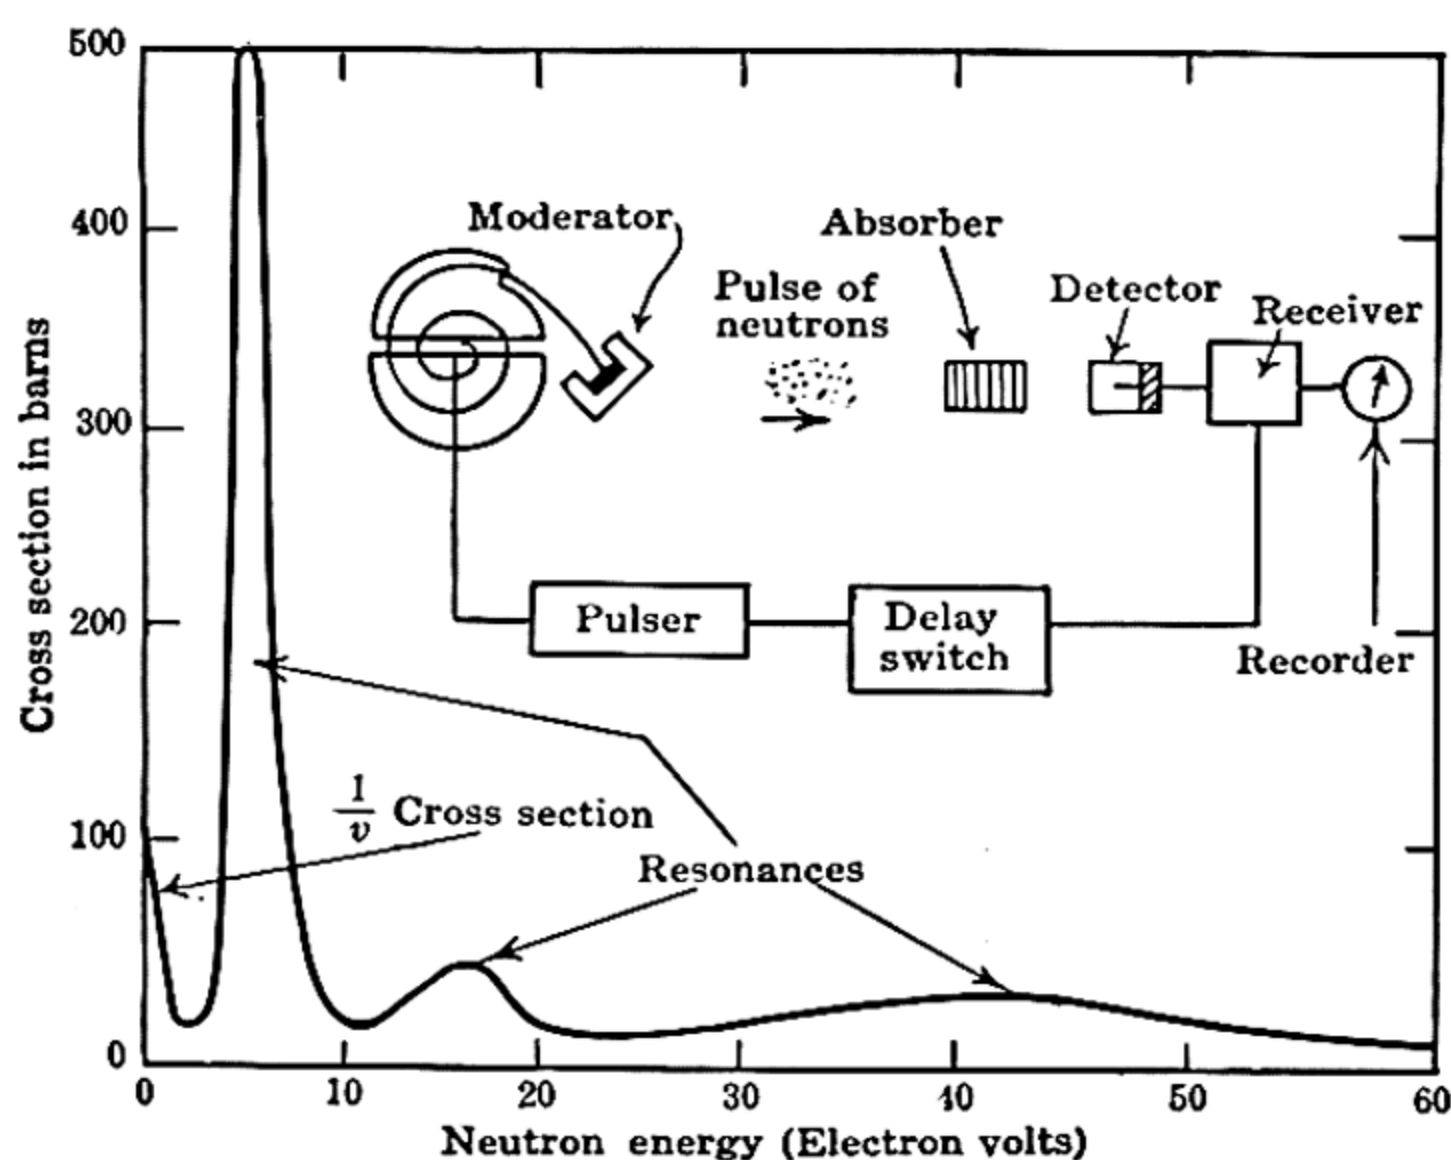 500
400
300
200
100
0
Cross section in barns
Moderator
Absorber
Pulse of
neutrons
Detector
Receiver
Pulser
Delay
switch
Recorder
1/v Cross section
Resonances
0 10 20 30 40 50 60
Neutron energy (Electron volts)